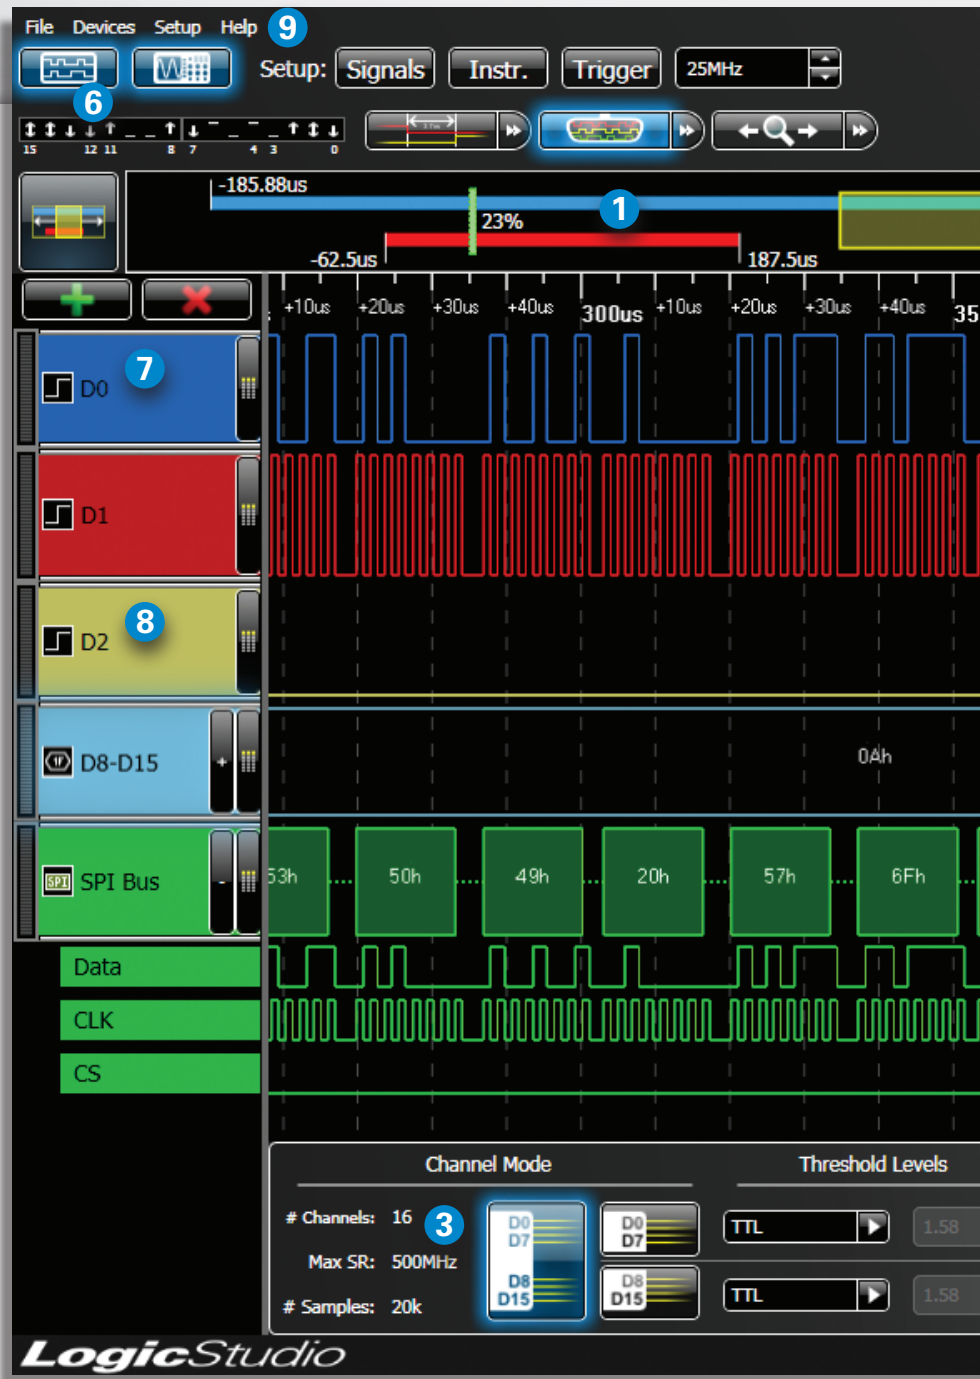 File Devices Setup Help 9
Setup: Signals Instr. Trigger 25MHz
6
15 12 11 8 7 4 3 0
-185.88us
1
23%
-62.5us 187.5us
+10us +20us +30us +40us 300us +10us +20us +30us +40us 35
7
D0
D1
8
D2
D8-D15 + 0Ah
SPI SPI Bus - 53h 50h 49h 20h 57h 6Fh
Data
CLK
CS
Channel Mode Threshold Levels
# Channels: 16 3 D0 D7 D8 D15 D0 D7 TTL 1.58
Max SR: 500MHz
# Samples: 20k D8 D15 TTL 1.58
LogicStudio